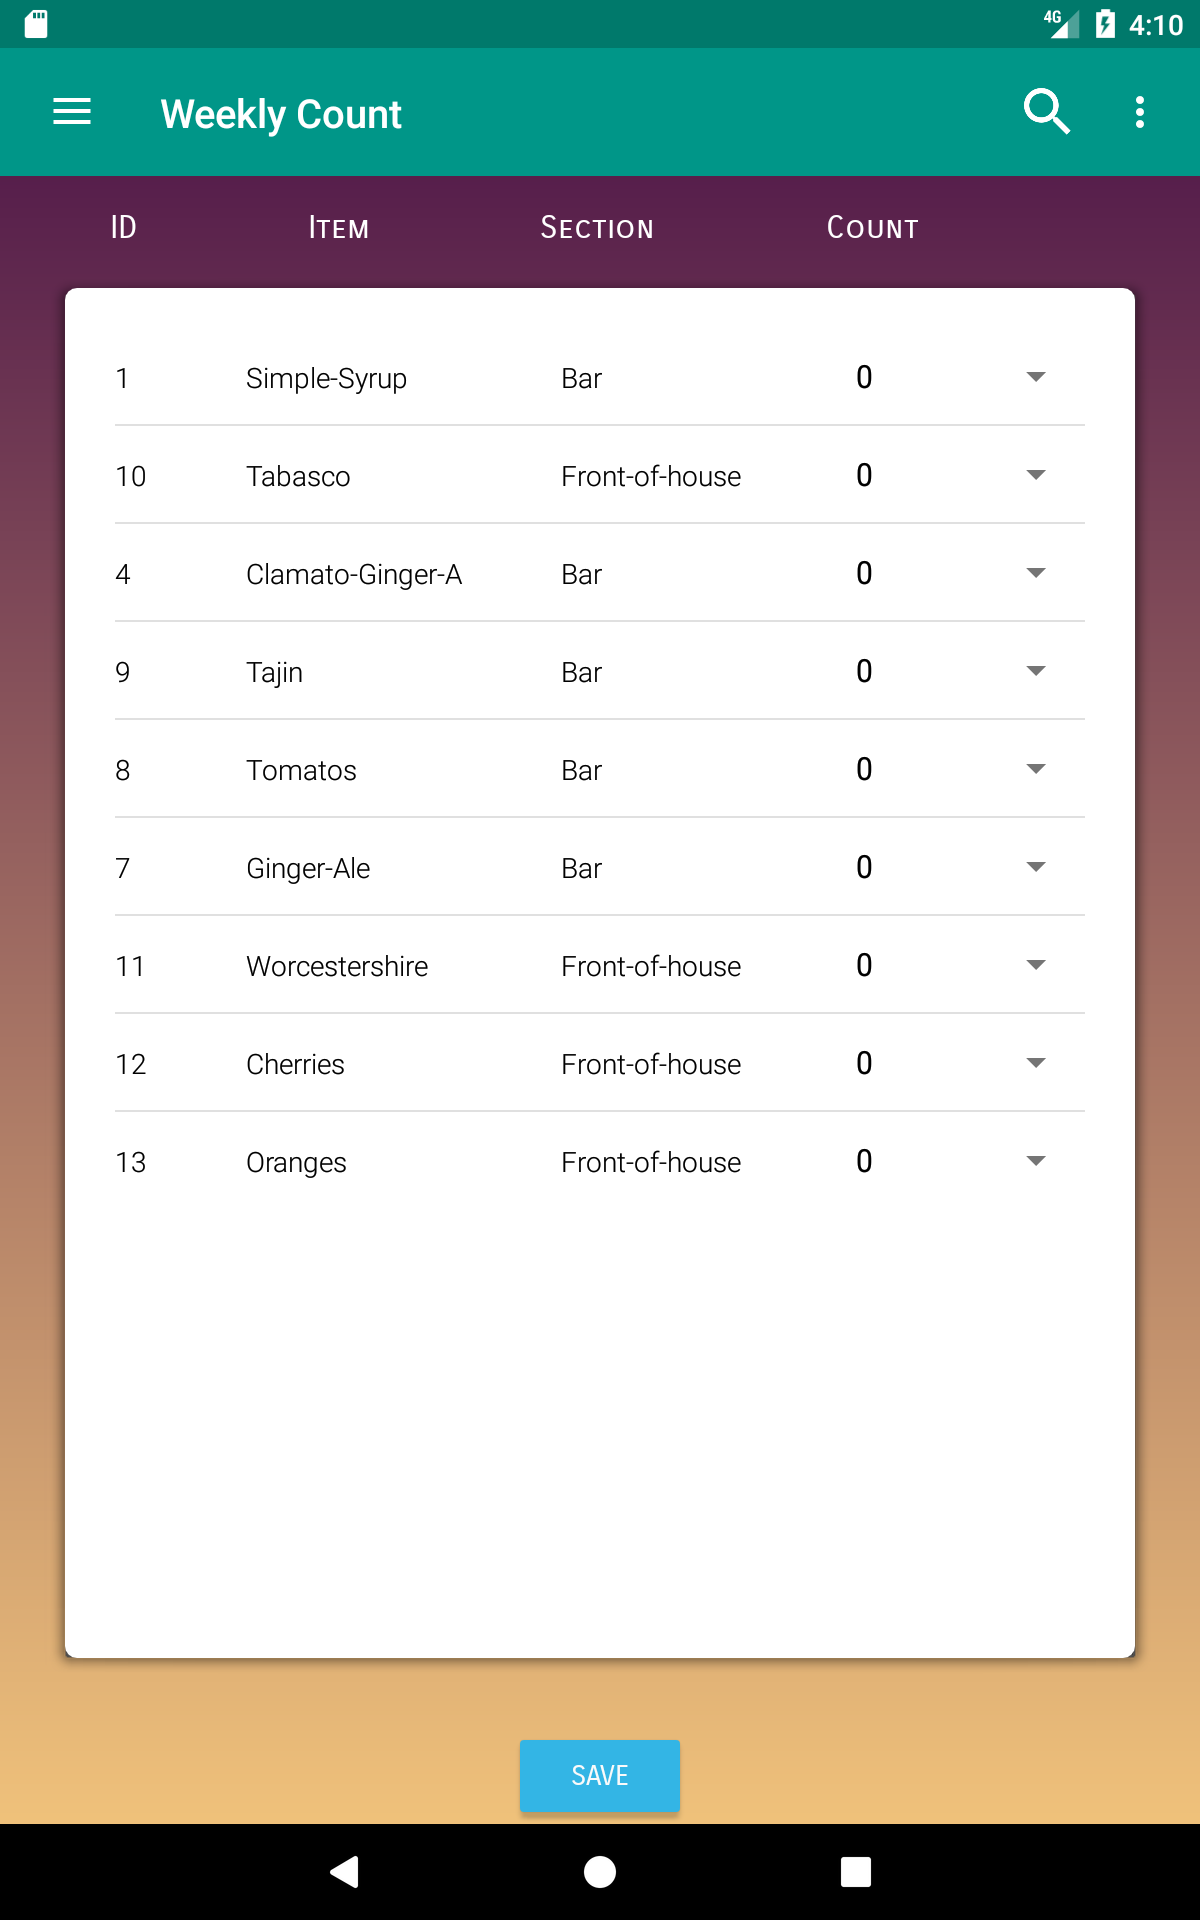 4G 4:10
Weekly Count
ID Item Section Count
1 Simple-Syrup Bar 0
10 Tabasco Front-of-house 0
4 Clamato-Ginger-A Bar 0
9 Tajin Bar 0
8 Tomatos Bar 0
7 Ginger-Ale Bar 0
11 Worcestershire Front-of-house 0
12 Cherries Front-of-house 0
13 Oranges Front-of-house 0
SAVE